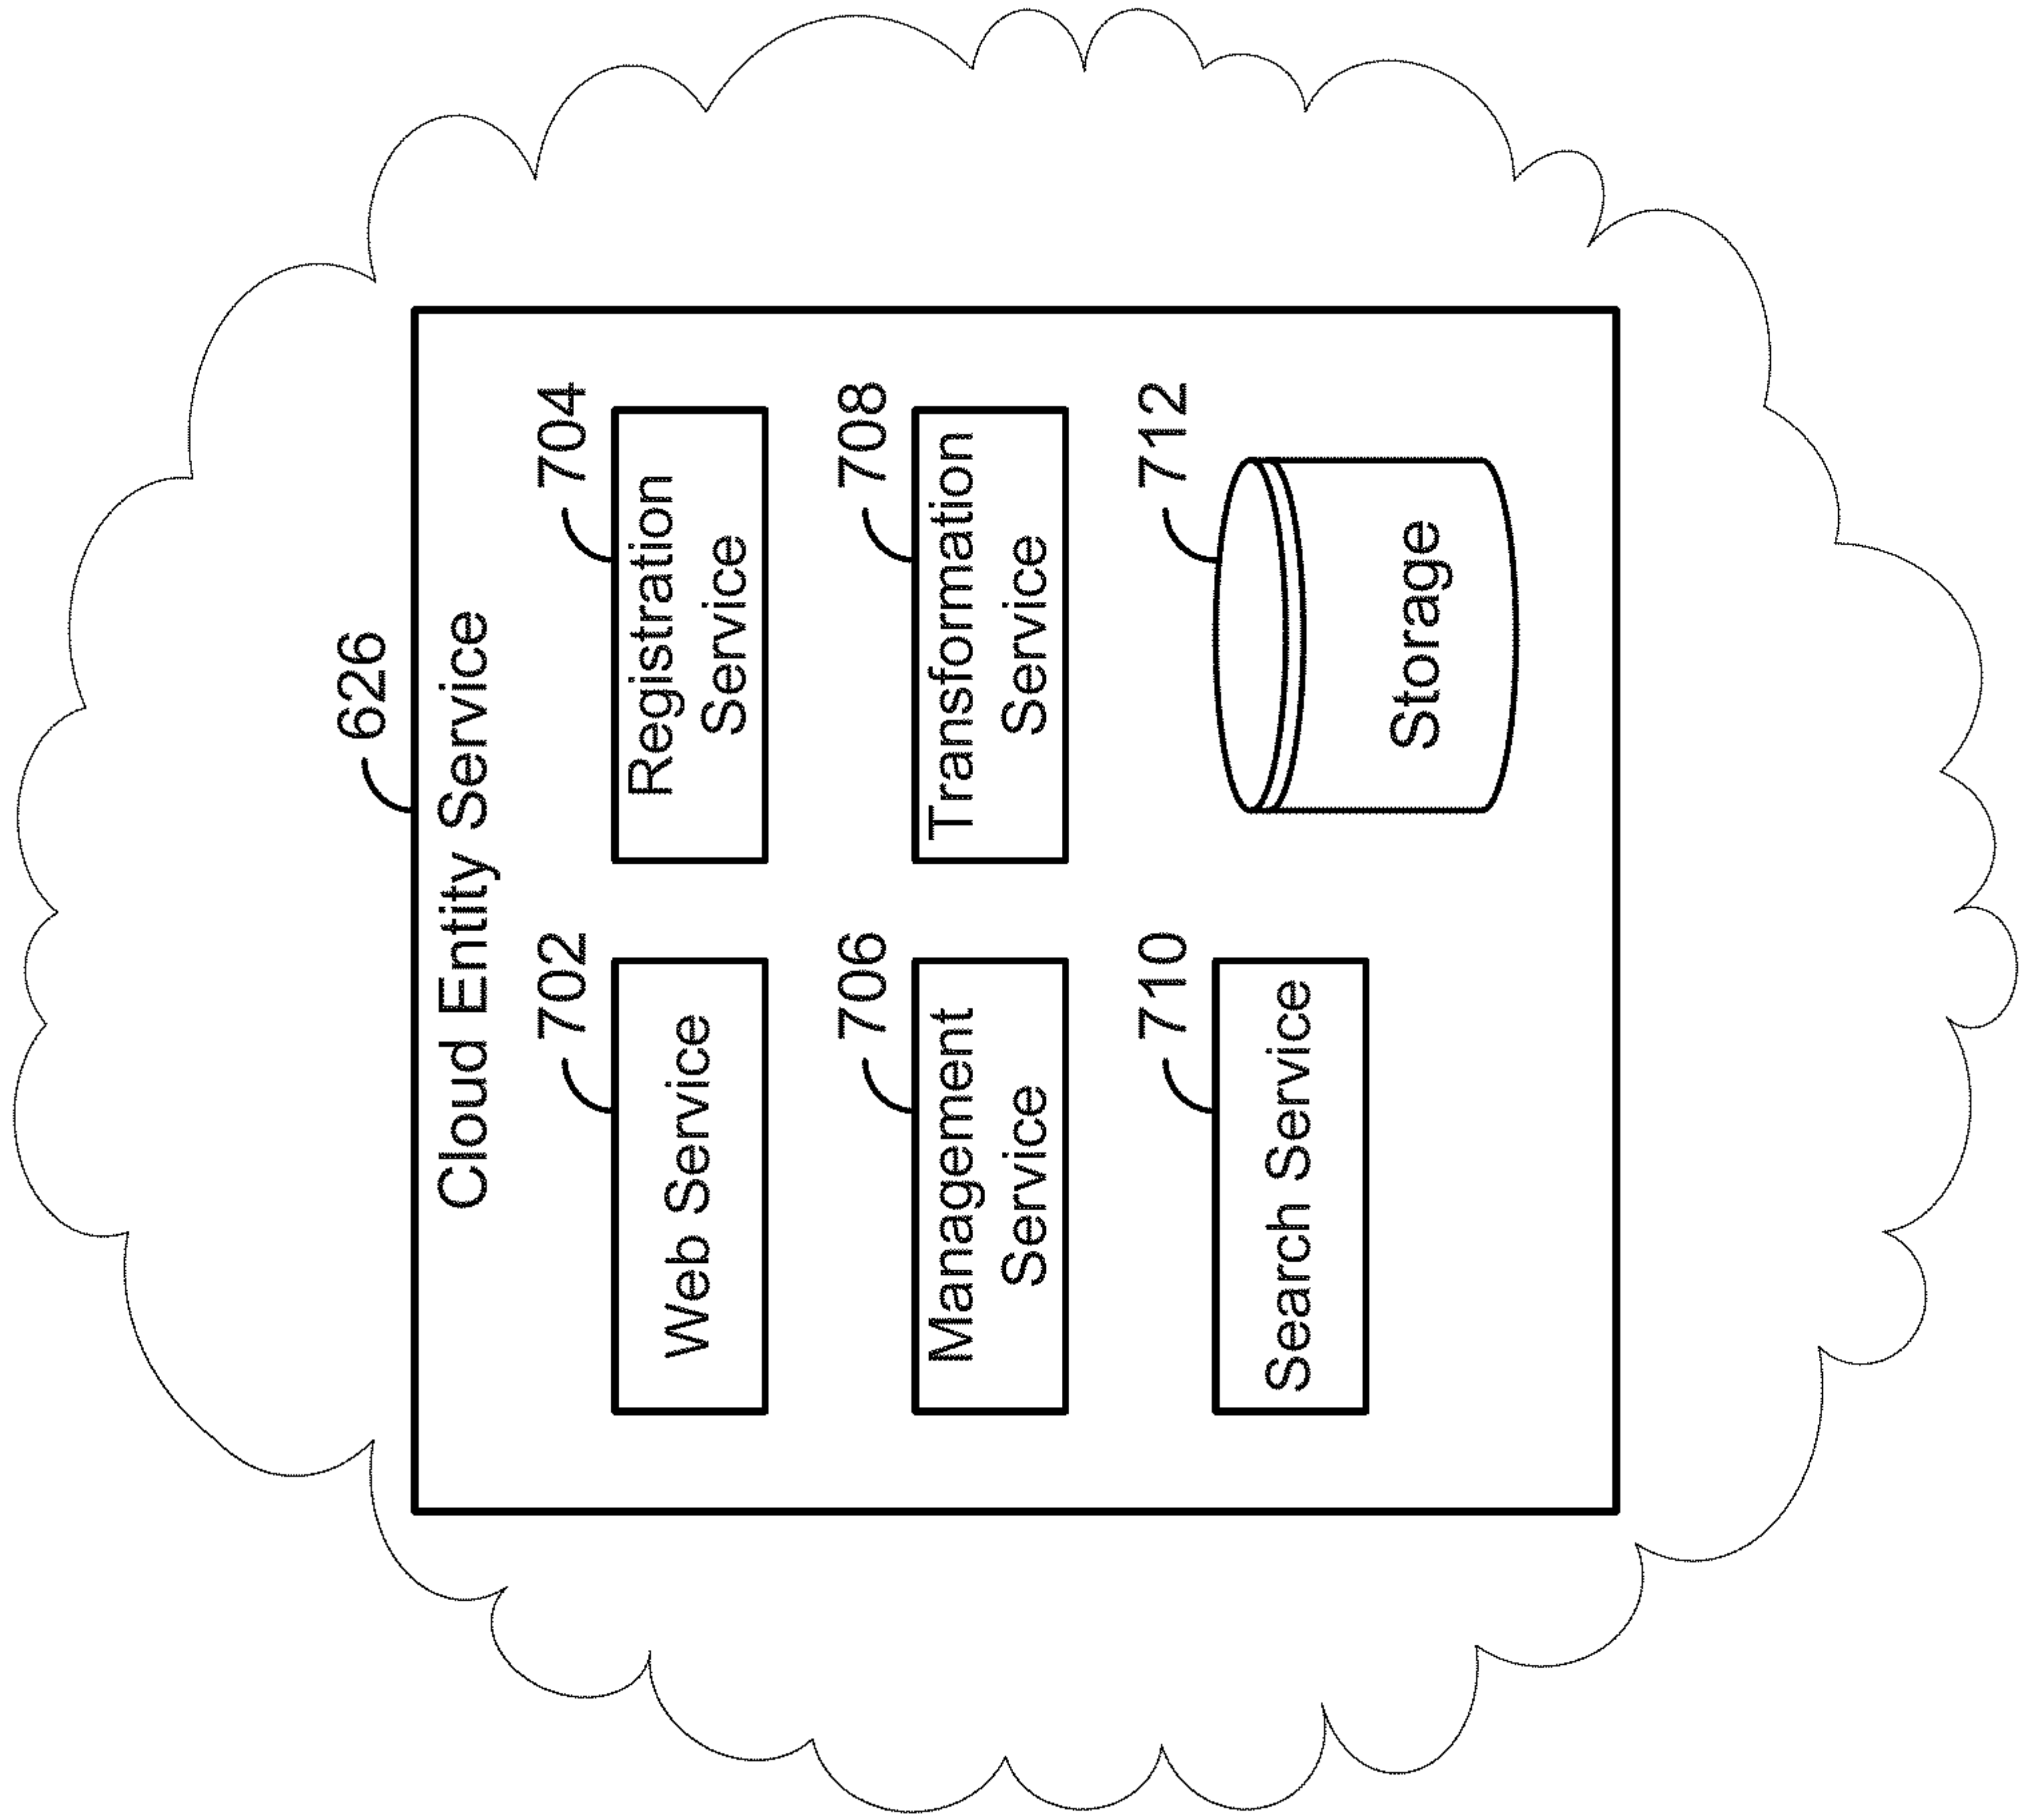 626
Cloud Entity Service
702
Web Service
704
Registration
Service
706
Management
Service
708
Transformation
Service
710
Search Service
712
Storage